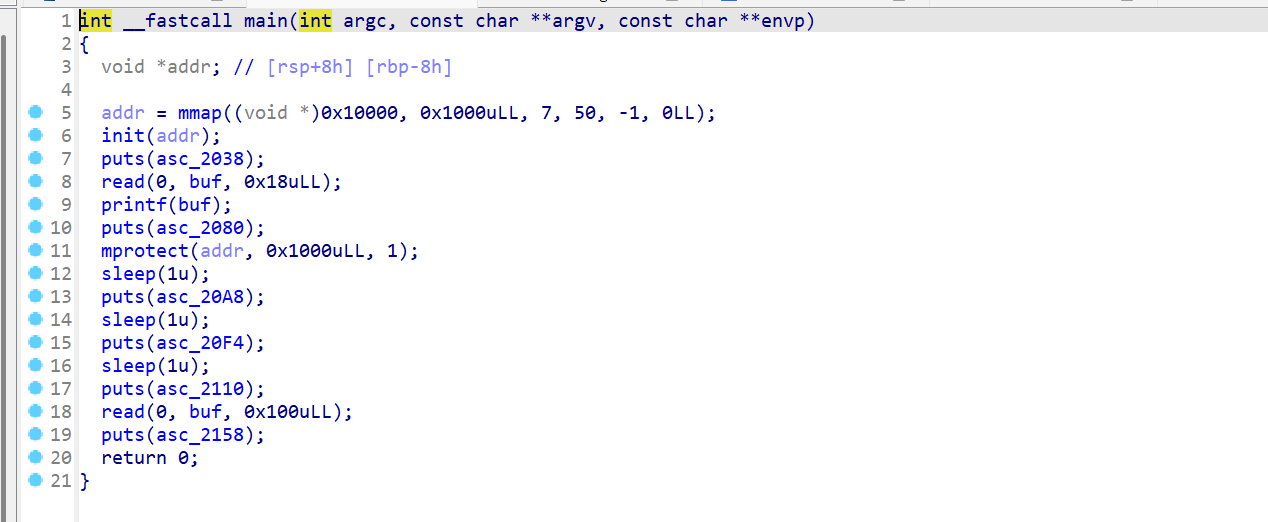 1 int __fastcall main(int argc, const char **argv, const char **envp)
2 {
3 void *addr; // [rsp+8h] [rbp-8h]
4
5 addr = mmap((void *)0x10000, 0x1000uLL, 7, 50, -1, 0LL);
6 init(addr);
7 puts(asc_2038);
8 read(0, buf, 0x18uLL);
9 printf(buf);
10 puts(asc_2080);
11 mprotect(addr, 0x1000uLL, 1);
12 sleep(1u);
13 puts(asc_20A8);
14 sleep(1u);
15 puts(asc_20F4);
16 sleep(1u);
17 puts(asc_2110);
18 read(0, buf, 0x100uLL);
19 puts(asc_2158);
20 return 0;
21 }